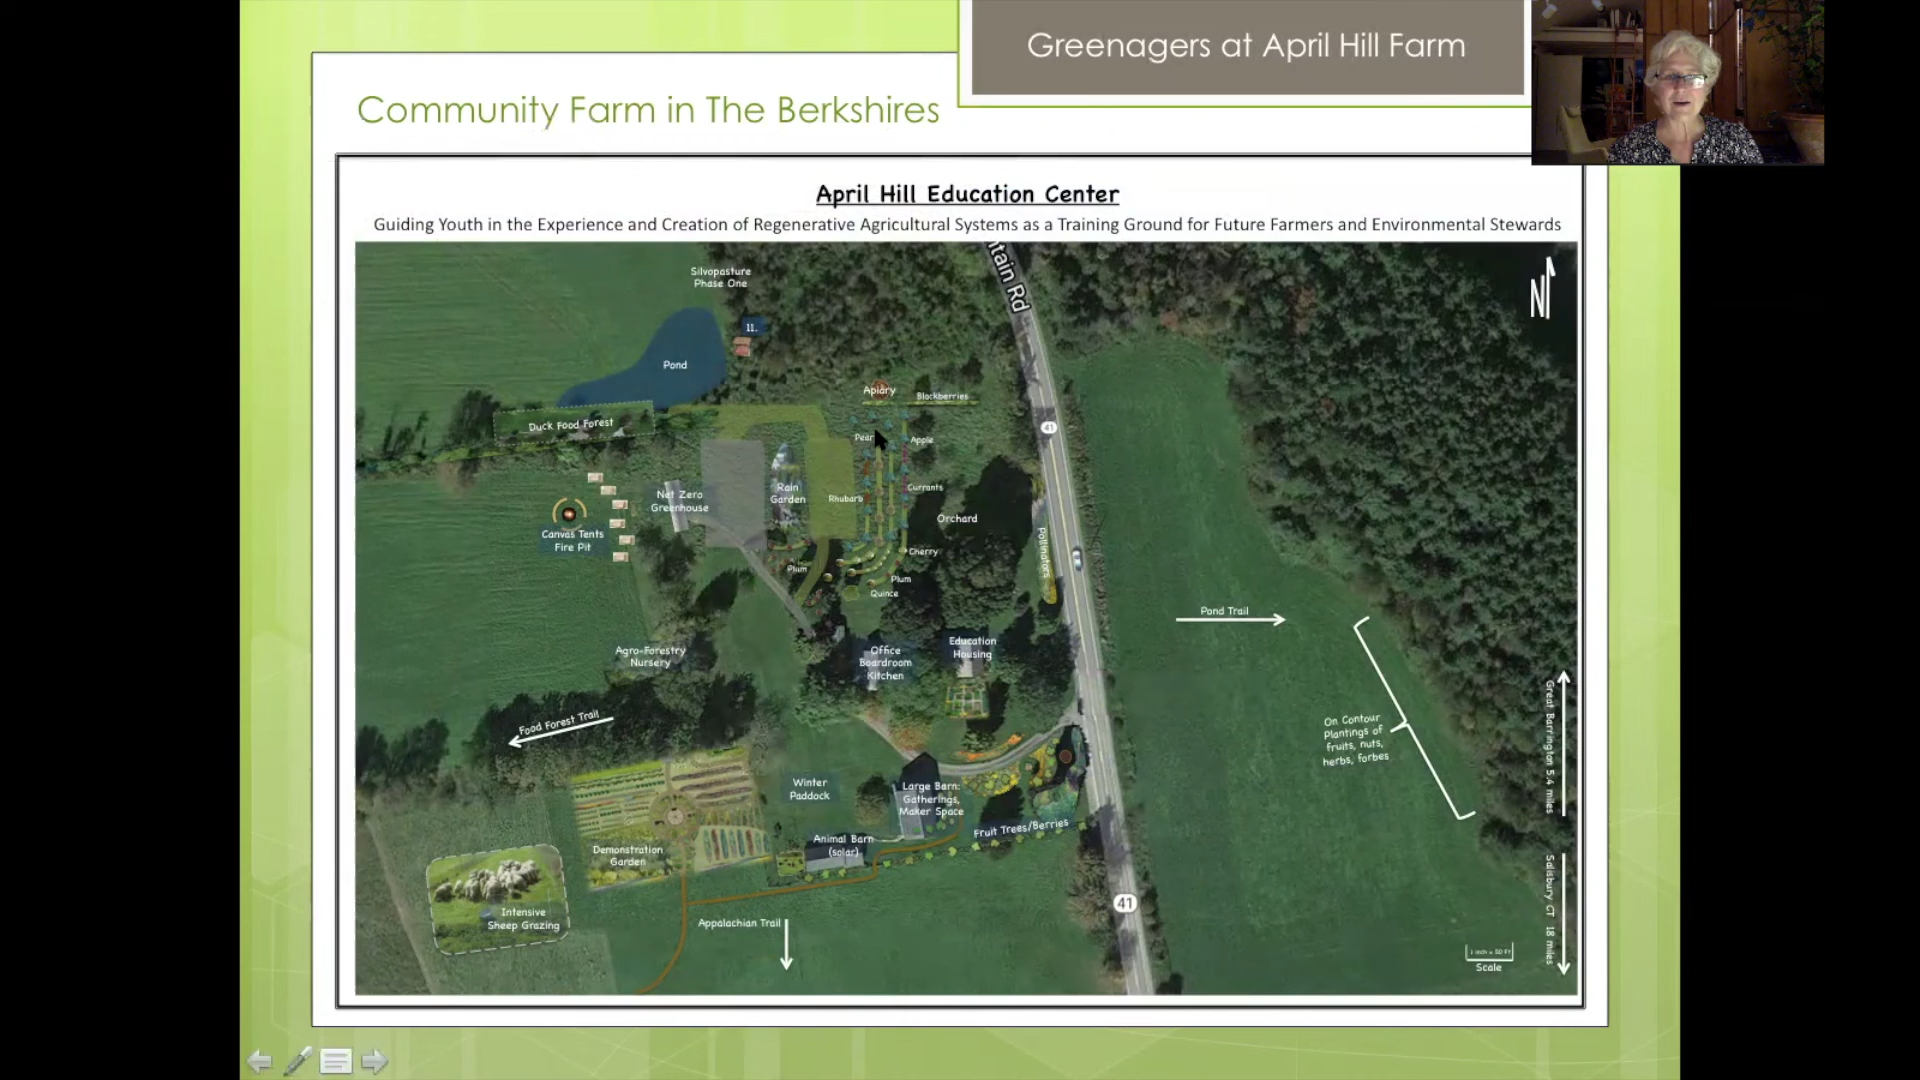 Greenagers at April Hill Farm
Community Farm in The Berkshires
April Hill Education Center
Guiding Youth in the Experience and Creation of Regenerative Agricultural Systems as a Training Ground for Future Farmers and Environmental Stewards
Silvopasture
Phase One
ntain Rd
N
11.
Pond
Apiary
Blackberries
Duck Food Forest
41
Pear
Apple
Net Zero
Greenhouse
Rain
Garden
Rhubarb
Currants
Orchard
Canvas Tents
Fire Pit
Pollinators
Cherry
Plum
Plum
Quince
Pond Trail
Agro-Forestry
Nursery
Office
Boardroom
Kitchen
Education
Housing
Food Forest Trail
On Contour
Plantings of
fruits, nuts,
herbs, forbes
Great Barrington 5.4 miles
Winter
Paddock
Large Barn:
Gatherings,
Maker Space
Fruit Trees/Berries
Animal Barn
(solar)
Demonstration
Garden
Intensive
Sheep Grazing
Appalachian Trail
41
Salisbury CT 18 miles
1 inch = 50 Ft
Scale